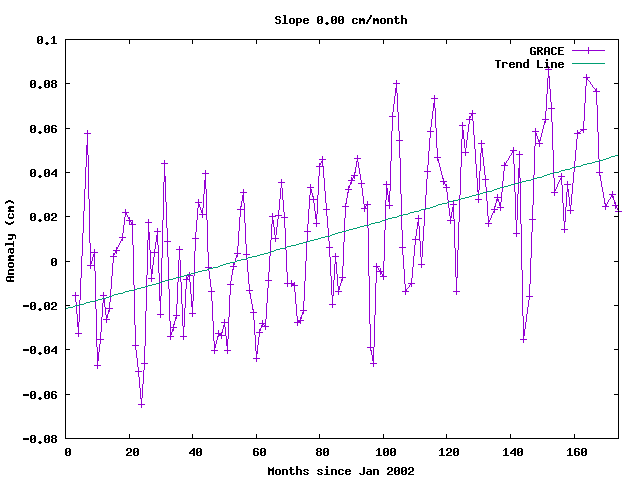 Slope 0.00 cm/month
GRACE
Trend Line
0.1
0.08
0.06
0.04
0.02
0
-0.02
-0.04
-0.06
-0.08
Anomaly (cm)
0 20 40 60 80 100 120 140 160
Months since Jan 2002